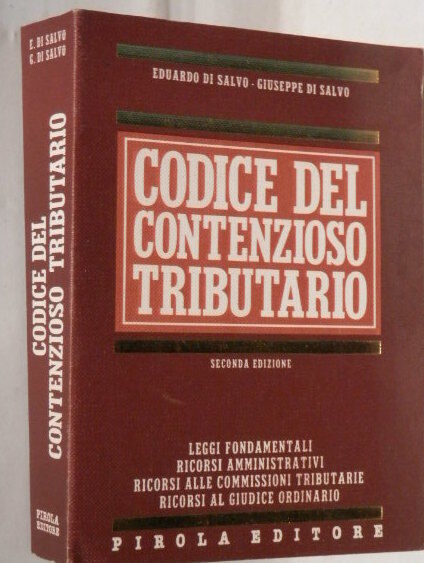 E. DI SALVO
G. DI SALVO
CODICE DEL
CONTENZIOSO TRIBUTARIO
PIROLA
EDITORE
EDUARDO DI SALVO - GIUSEPPE DI SALVO
CODICE DEL
CONTENZIOSO
TRIBUTARIO
SECONDA EDIZIONE
LEGGI FONDAMENTALI
RICORSI AMMINISTRATIVI
RICORSI ALLE COMMISSIONI TRIBUTARIE
RICORSI AL GIUDICE ORDINARIO
PIROLA EDITORE